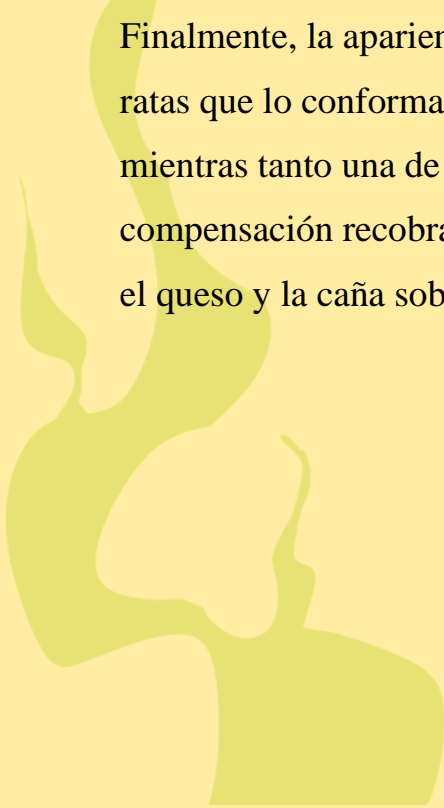 Finalmente, la aparien
ratas que lo conforma
mientras tanto una de
compensación recobra
el queso y la caña sob